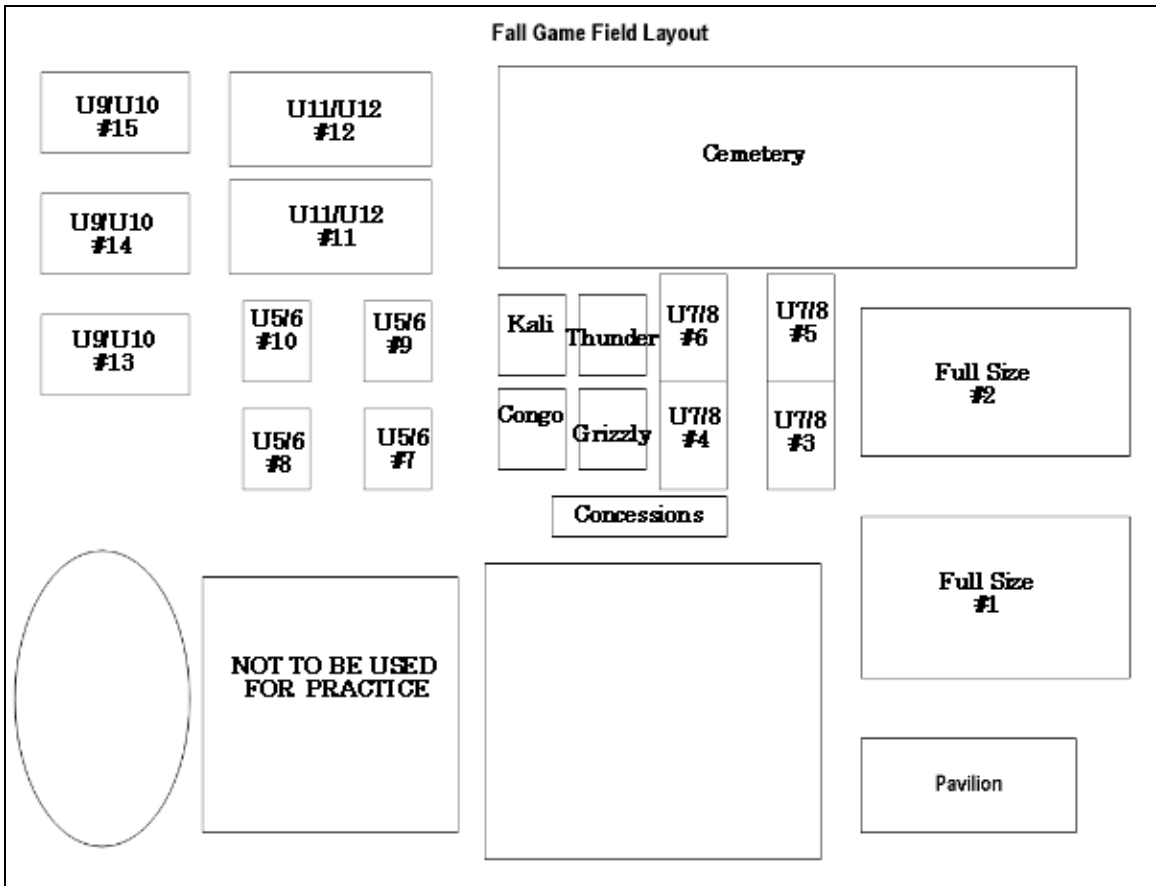 Fall Game Field Layout
U9/U10
#15
U11/U12
#12
Cemetery
U9/U10
#14
U11/U12
#11
U9/U10
#13
U5/6
#10
U5/6
#9
Kali
Thunder
U7/8
#6
U7/8
#5
Full Size
#2
U5/6
#8
U5/6
#7
Congo
Grizzly
U7/8
#4
U7/8
#3
Concessions
Full Size
#1
NOT TO BE USED
FOR PRACTICE
Pavilion